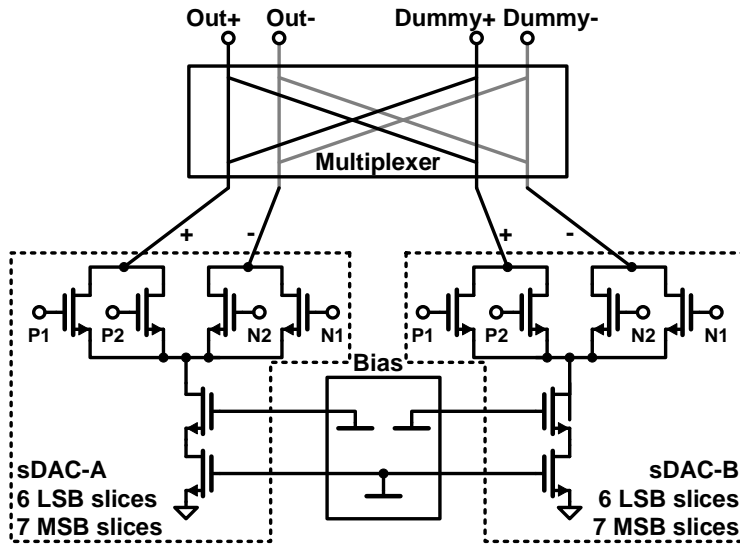 Out+ Out- Dummy+ Dummy-
Multiplexer
+ - + -
P1 P2 N2 N1 P1 P2 N2 N1
Bias
sDAC-A
6 LSB slices
7 MSB slices
sDAC-B
6 LSB slices
7 MSB slices